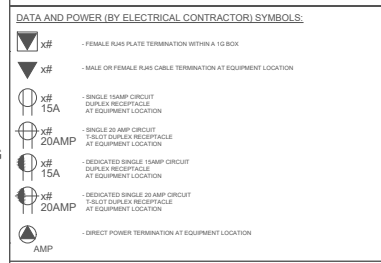 DATA AND POWER (BY ELECTRICAL CONTRACTOR) SYMBOLS:
x# - FEMALE RJ45 PLATE TERMINATION WITHIN A 1G BOX
x# - MALE OR FEMALE RJ45 CABLE TERMINATION AT EQUIPMENT LOCATION
x# - SINGLE 15AMP CIRCUIT
15A DUPLEX RECEPTACLE
AT EQUIPMENT LOCATION
x# - SINGLE 20 AMP CIRCUIT
20AMP T-SLOT DUPLEX RECEPTACLE
AT EQUIPMENT LOCATION
x# - DEDICATED SINGLE 15AMP CIRCUIT
15A DUPLEX RECEPTACLE
AT EQUIPMENT LOCATION
x# - DEDICATED SINGLE 20 AMP CIRCUIT
20AMP T-SLOT DUPLEX RECEPTACLE
AT EQUIPMENT LOCATION
- DIRECT POWER TERMINATION AT EQUIPMENT LOCATION
AMP